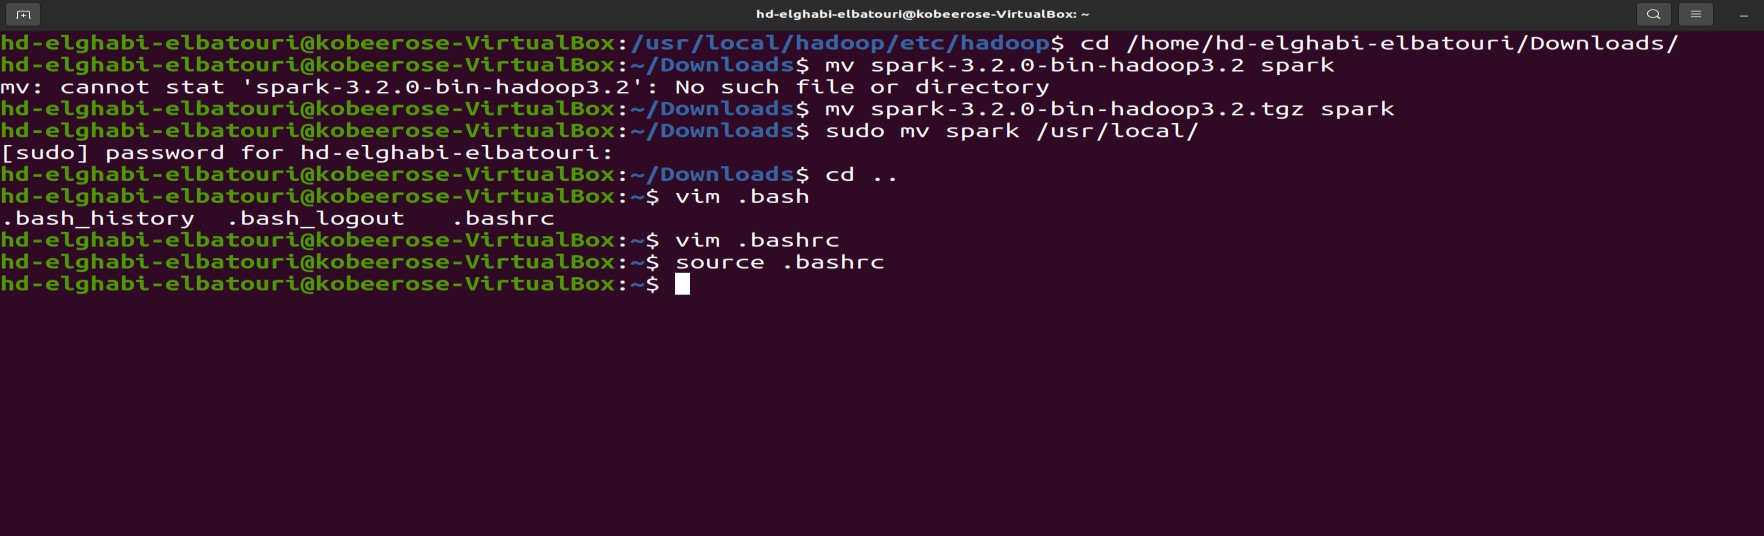 hd-elghabi-elbatouri@kobeerose-VirtualBox: ~
hd-elghabi-elbatouri@kobeerose-VirtualBox:/usr/local/hadoop/etc/hadoop$ cd /home/hd-elghabi-elbatouri/Downloads/
hd-elghabi-elbatouri@kobeerose-VirtualBox:~/Downloads$ mv spark-3.2.0-bin-hadoop3.2 spark
mv: cannot stat 'spark-3.2.0-bin-hadoop3.2': No such file or directory
hd-elghabi-elbatouri@kobeerose-VirtualBox:~/Downloads$ mv spark-3.2.0-bin-hadoop3.2.tgz spark
hd-elghabi-elbatouri@kobeerose-VirtualBox:~/Downloads$ sudo mv spark /usr/local/
[sudo] password for hd-elghabi-elbatouri:
hd-elghabi-elbatouri@kobeerose-VirtualBox:~/Downloads$ cd ..
hd-elghabi-elbatouri@kobeerose-VirtualBox:~$ vim .bash
.bash_history  .bash_logout   .bashrc
hd-elghabi-elbatouri@kobeerose-VirtualBox:~$ vim .bashrc
hd-elghabi-elbatouri@kobeerose-VirtualBox:~$ source .bashrc
hd-elghabi-elbatouri@kobeerose-VirtualBox:~$